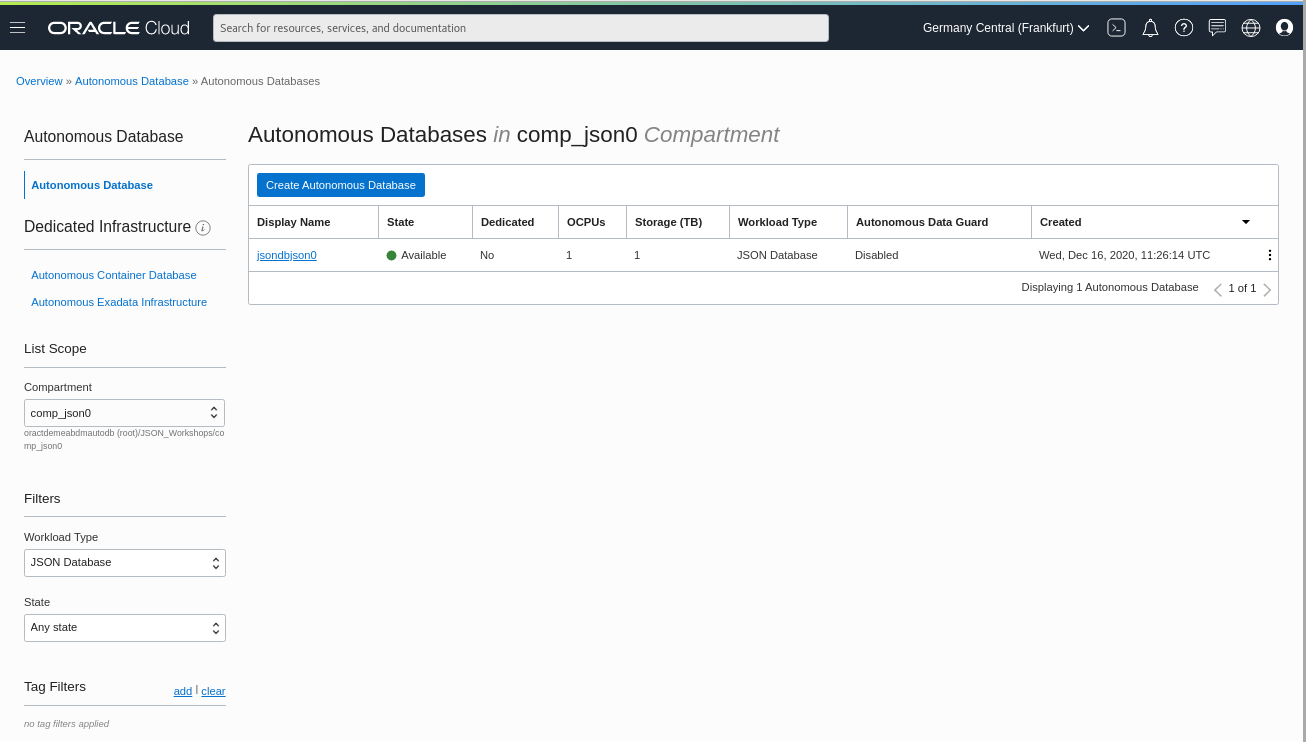 ORACLE Cloud
Search for resources, services, and documentation
Germany Central (Frankfurt)
Overview » Autonomous Database » Autonomous Databases
Autonomous Database
Autonomous Database
Dedicated Infrastructure i
Autonomous Container Database
Autonomous Exadata Infrastructure
List Scope
Compartment
comp_json0
oractdemeabdmautodb (root)/JSON_Workshops/co
mp_json0
Filters
Workload Type
JSON Database
State
Any state
Tag Filters add | clear
no tag filters applied
Autonomous Databases in comp_json0 Compartment
Create Autonomous Database
Display Name State Dedicated OCPUs Storage (TB) Workload Type Autonomous Data Guard Created
jsondbjson0 Available No 1 1 JSON Database Disabled Wed, Dec 16, 2020, 11:26:14 UTC
Displaying 1 Autonomous Database 1 of 1